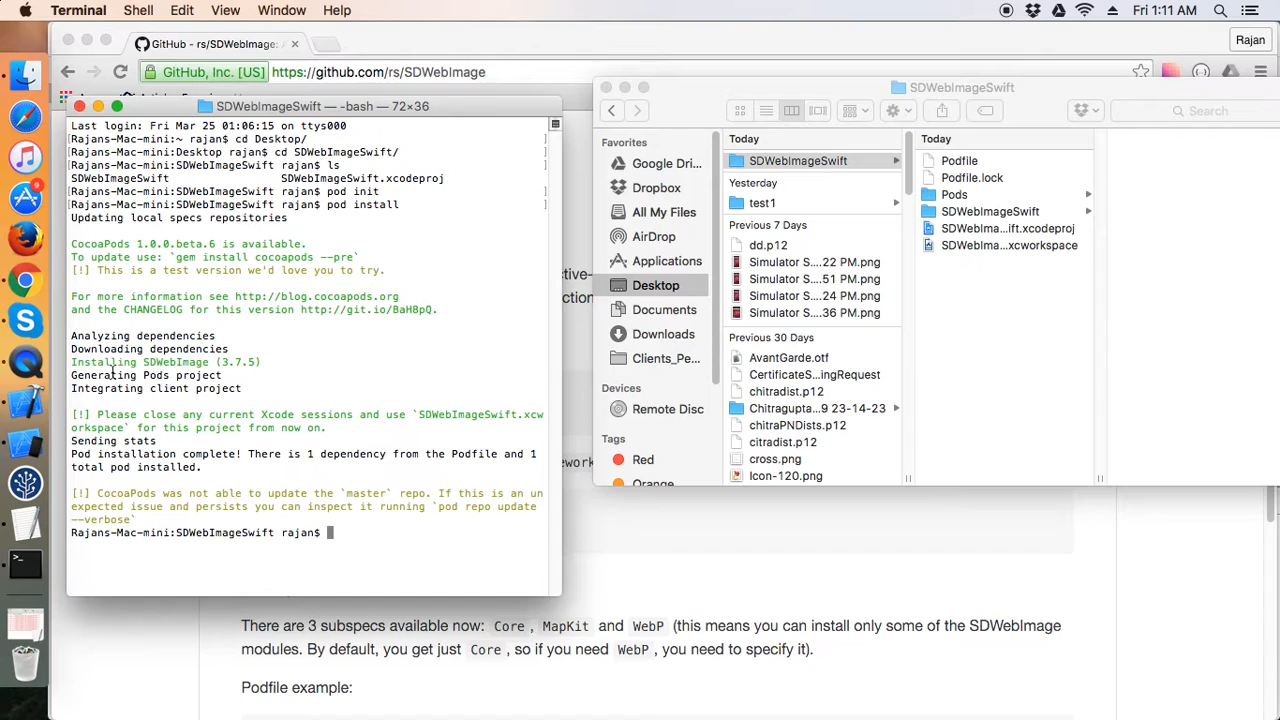 Terminal Shell Edit View Window Help
Fri 1:11 AM
GitHub - rs/SDWebImage:
Rajan
GitHub, Inc. [US] https://github.com/rs/SDWebImage
SDWebImageSwift — -bash — 72×36
Last login: Fri Mar 25 01:06:15 on ttys000
[Rajans-Mac-mini:~ rajan$ cd Desktop/ ]
[Rajans-Mac-mini:Desktop rajan$ cd SDWebImageSwift/ ]
[Rajans-Mac-mini:SDWebImageSwift rajan$ ls ]
SDWebImageSwift SDWebImageSwift.xcodeproj
[Rajans-Mac-mini:SDWebImageSwift rajan$ pod init ]
[Rajans-Mac-mini:SDWebImageSwift rajan$ pod install ]
Updating local specs repositories
CocoaPods 1.0.0.beta.6 is available.
To update use: `gem install cocoapods --pre`
[!] This is a test version we'd love you to try.
For more information see http://blog.cocoapods.org
and the CHANGELOG for this version http://git.io/BaH8pQ.
Analyzing dependencies
Downloading dependencies
Installing SDWebImage (3.7.5)
Generating Pods project
Integrating client project
[!] Please close any current Xcode sessions and use `SDWebImageSwift.xcw
orkspace` for this project from now on.
Sending stats
Pod installation complete! There is 1 dependency from the Podfile and 1
total pod installed.
[!] CocoaPods was not able to update the `master` repo. If this is an un
expected issue and persists you can inspect it running `pod repo update
--verbose`
Rajans-Mac-mini:SDWebImageSwift rajan$
SDWebImageSwift
Search
Favorites
Google Dri...
Dropbox
All My Files
AirDrop
Applications
Desktop
Documents
Downloads
Clients_Pe...
Devices
Remote Disc
Tags
Red
Orange
Today
SDWebImageSwift
Yesterday
test1
Previous 7 Days
dd.p12
Simulator S....22 PM.png
Simulator S....51 PM.png
Simulator S....24 PM.png
Simulator S....36 PM.png
Previous 30 Days
AvantGarde.otf
CertificateS...ingRequest
chitradist.p12
Chitragupta...9 23-14-23
chitraPNDists.p12
citradist.p12
cross.png
Icon-120.png
Today
Podfile
Podfile.lock
Pods
SDWebImageSwift
SDWebIma...ift.xcodeproj
SDWebIma...xcworkspace
There are 3 subspecs available now: Core , MapKit and WebP (this means you can install only some of the SDWebImage
modules. By default, you get just Core , so if you need WebP , you need to specify it).
Podfile example: